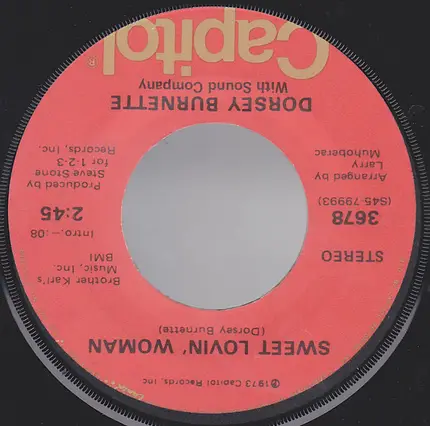 ℗1973 Capitol Records, Inc.
SWEET LOVIN' WOMAN
(Dorsey Burnette)
STEREO
3678
(S45-79993)
Arranged by
Larry
Muhoberac
Brother Karl's
Music, Inc.
BMI
Intro.–:08
2:45
Produced by
Steve Stone
for 1-2-3
Records, Inc.
DORSEY BURNETTE
With Sound Company
Capitol®